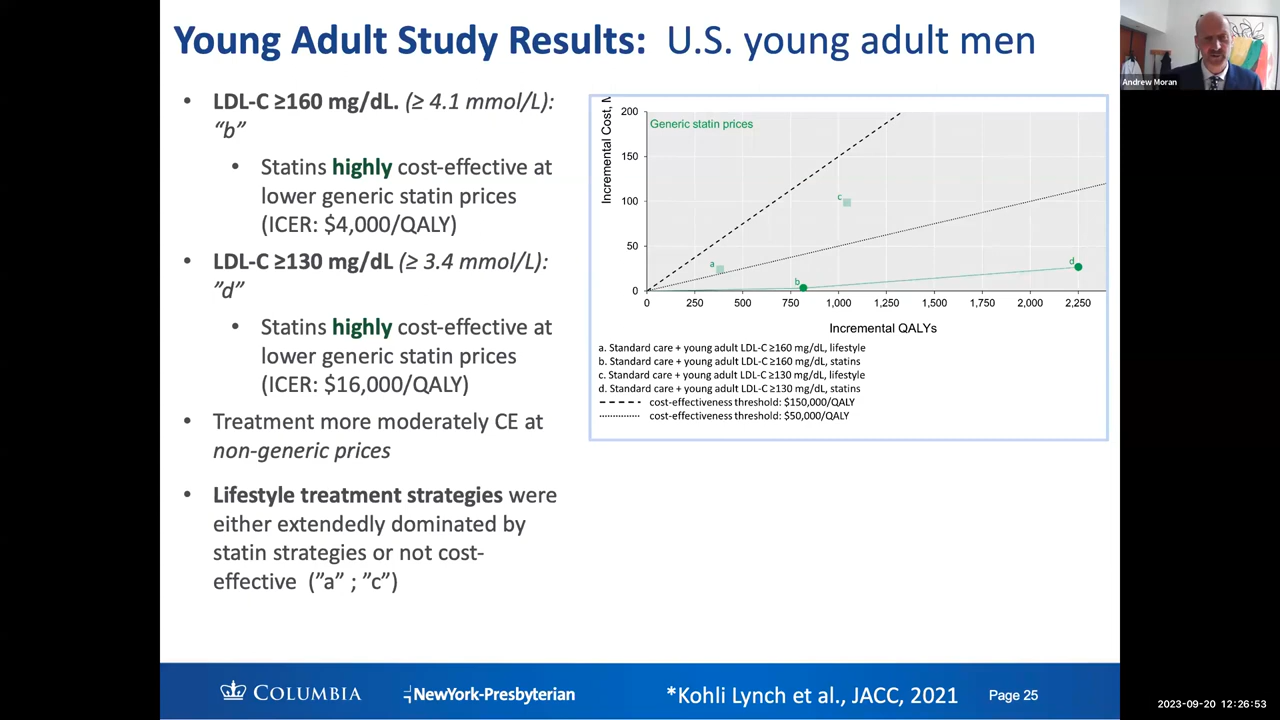 Young Adult Study Results: U.S. young adult men
• LDL-C ≥160 mg/dL. (≥ 4.1 mmol/L):
“b”
• Statins highly cost-effective at
lower generic statin prices
(ICER: $4,000/QALY)
• LDL-C ≥130 mg/dL (≥ 3.4 mmol/L):
”d”
• Statins highly cost-effective at
lower generic statin prices
(ICER: $16,000/QALY)
• Treatment more moderately CE at
non-generic prices
• Lifestyle treatment strategies were
either extendedly dominated by
statin strategies or not cost-
effective (”a” ; ”c”)
Incremental Cost,
Generic statin prices
200
150
100
50
0
a
b
c
d
0 250 500 750 1,000 1,250 1,500 1,750 2,000 2,250
Incremental QALYs
a. Standard care + young adult LDL-C ≥160 mg/dL, lifestyle
b. Standard care + young adult LDL-C ≥160 mg/dL, statins
c. Standard care + young adult LDL-C ≥130 mg/dL, lifestyle
d. Standard care + young adult LDL-C ≥130 mg/dL, statins
cost-effectiveness threshold: $150,000/QALY
cost-effectiveness threshold: $50,000/QALY
Andrew Moran
COLUMBIA
NewYork-Presbyterian
*Kohli Lynch et al., JACC, 2021
Page 25
2023-09-20 12:26:53